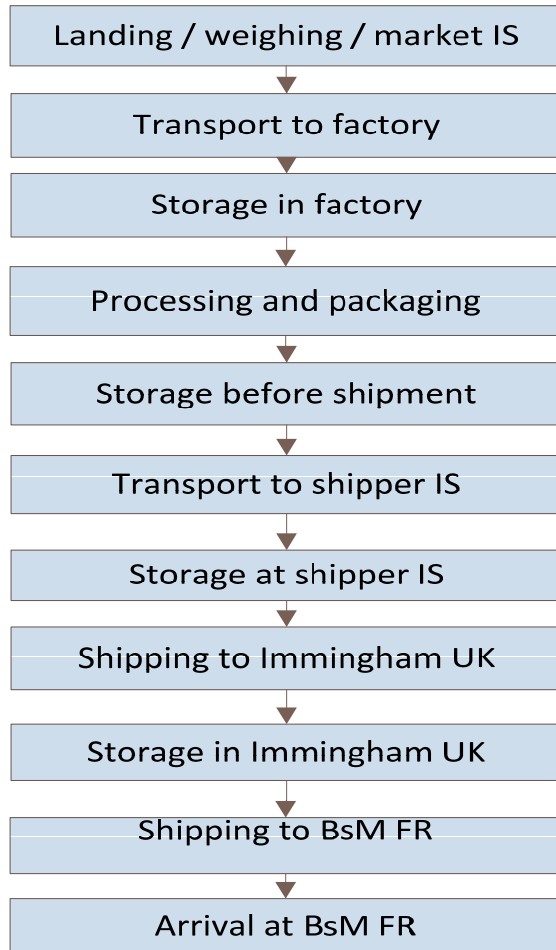 Landing / weighing / market IS
Transport to factory
Storage in factory
Processing and packaging
Storage before shipment
Transport to shipper IS
Storage at shipper IS
Shipping to Immingham UK
Storage in Immingham UK
Shipping to BsM FR
Arrival at BsM FR